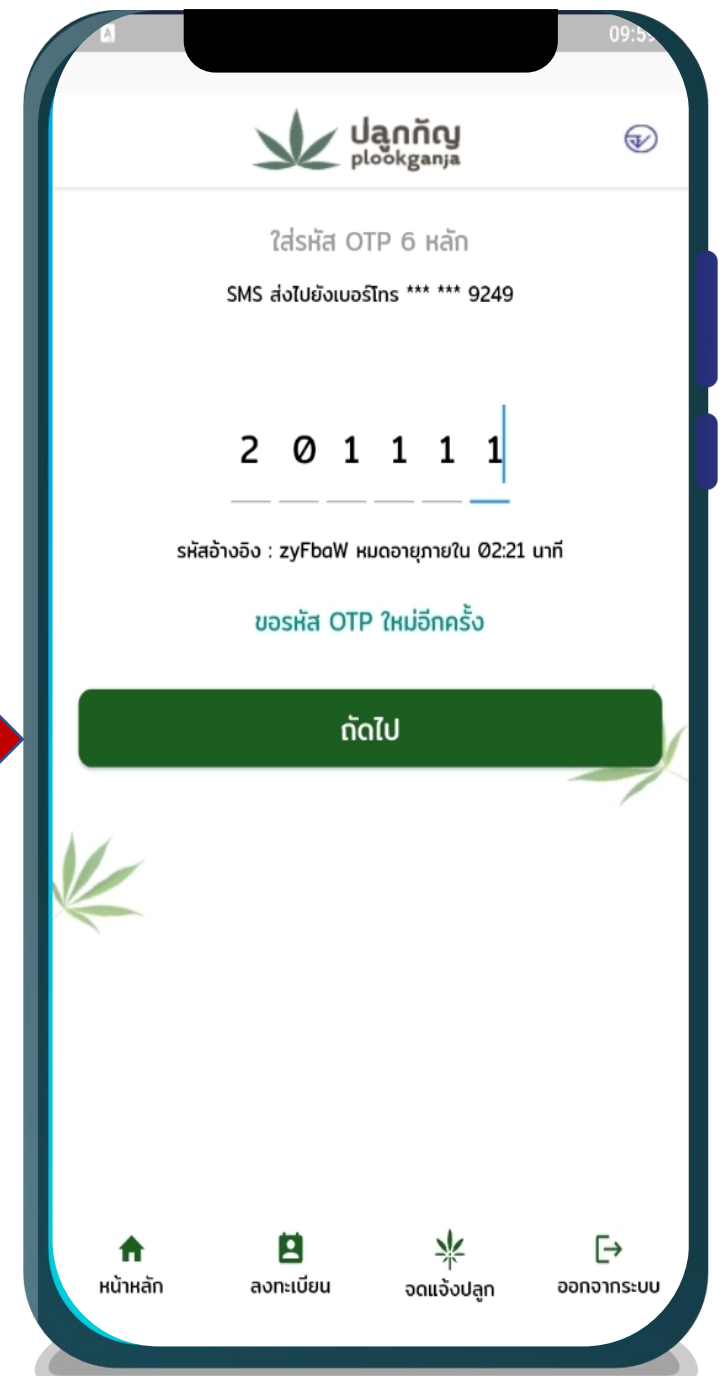 A 09:5
ปลูกกัญ
plookganja
ใส่รหัส OTP 6 หลัก
SMS ส่งไปยังเบอร์โทร *** *** 9249
2 0 1 1 1 1
รหัสอ้างอิง : zyFbaW หมดอายุภายใน 02:21 นาที
ขอรหัส OTP ใหม่อีกครั้ง
ถัดไป
หน้าหลัก ลงทะเบียน จดแจ้งปลูก ออกจากระบบ